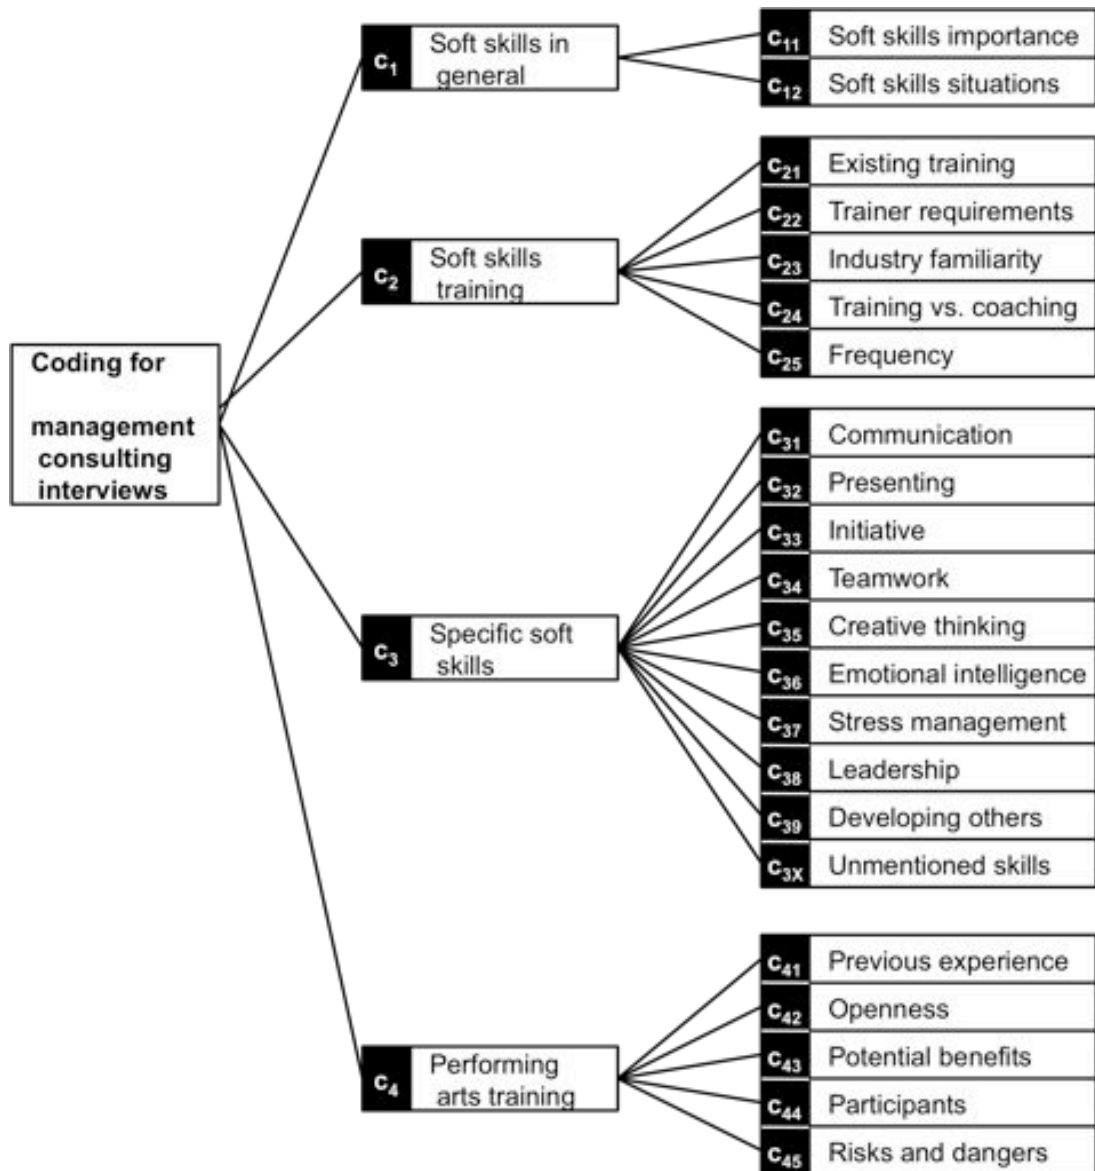 Coding for
management
consulting
interviews
C1 Soft skills in
general
C11 Soft skills importance
C12 Soft skills situations
C2 Soft skills
training
C21 Existing training
C22 Trainer requirements
C23 Industry familiarity
C24 Training vs. coaching
C25 Frequency
C3 Specific soft
skills
C31 Communication
C32 Presenting
C33 Initiative
C34 Teamwork
C35 Creative thinking
C36 Emotional intelligence
C37 Stress management
C38 Leadership
C39 Developing others
C3X Unmentioned skills
C4 Performing
arts training
C41 Previous experience
C42 Openness
C43 Potential benefits
C44 Participants
C45 Risks and dangers